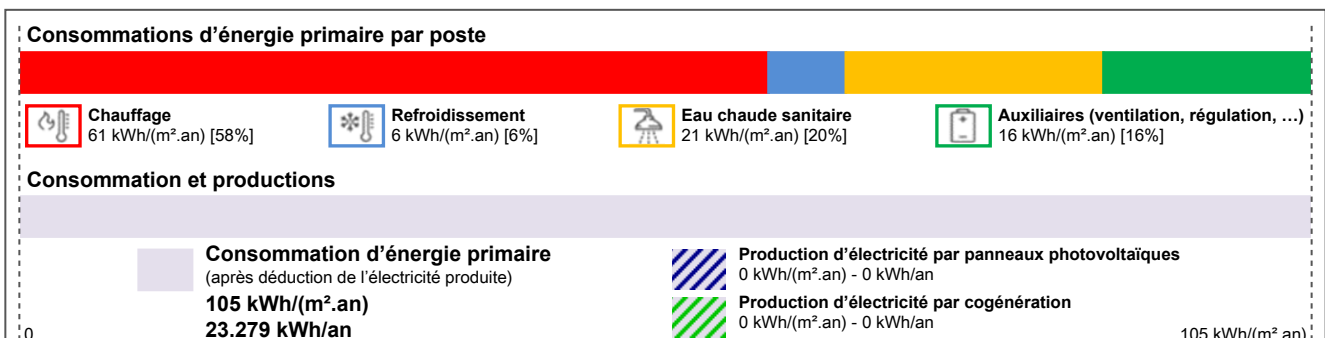 Consommations d’énergie primaire par poste
Chauffage
61 kWh/(m².an) [58%]
Refroidissement
6 kWh/(m².an) [6%]
Eau chaude sanitaire
21 kWh/(m².an) [20%]
Auxiliaires (ventilation, régulation, …)
16 kWh/(m².an) [16%]
Consommation et productions
Consommation d’énergie primaire
(après déduction de l’électricité produite)
105 kWh/(m².an)
23.279 kWh/an
Production d’électricité par panneaux photovoltaïques
0 kWh/(m².an) - 0 kWh/an
Production d’électricité par cogénération
0 kWh/(m².an) - 0 kWh/an
0
105 kWh/(m².an)